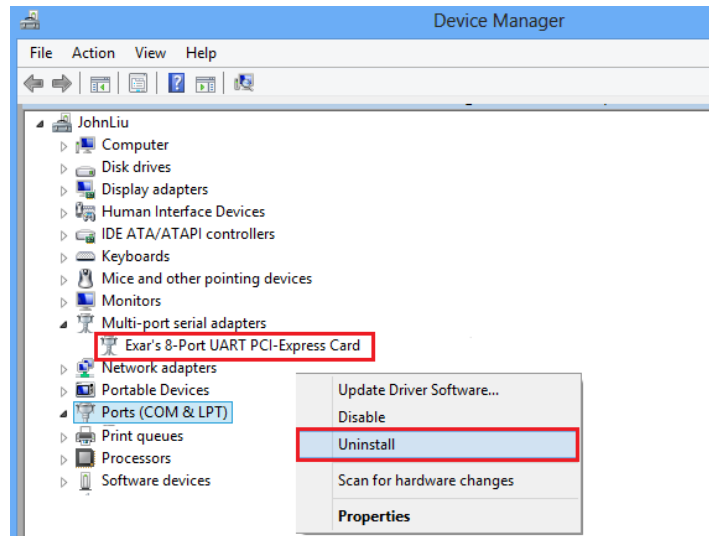 Device Manager
File Action View Help
JohnLiu
Computer
Disk drives
Display adapters
Human Interface Devices
IDE ATA/ATAPI controllers
Keyboards
Mice and other pointing devices
Monitors
Multi-port serial adapters
Exar's 8-Port UART PCI-Express Card
Network adapters
Portable Devices
Ports (COM & LPT)
Print queues
Processors
Software devices
Update Driver Software...
Disable
Uninstall
Scan for hardware changes
Properties